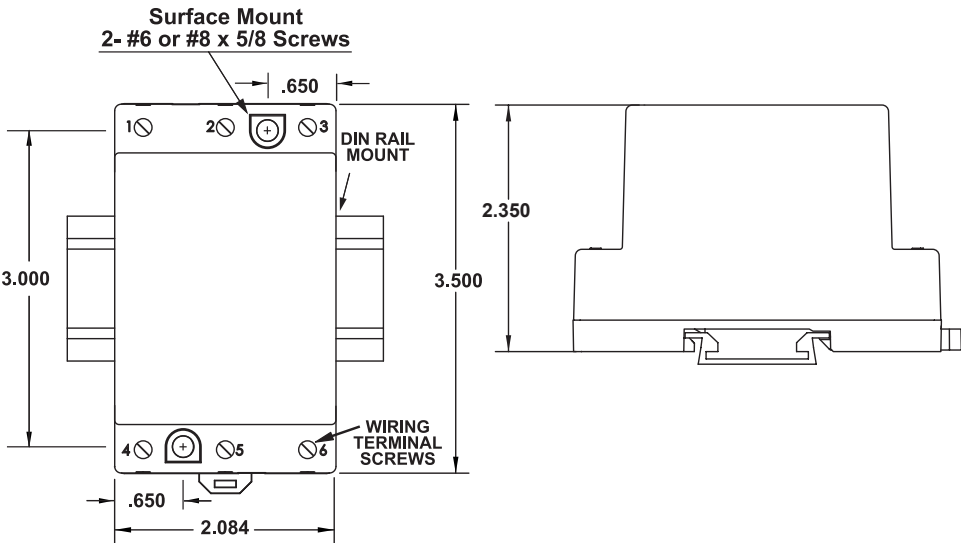 Surface Mount
2- #6 or #8 x 5/8 Screws
.650
1
2
3
DIN RAIL
MOUNT
2.350
3.000
3.500
4
5
6
WIRING
TERMINAL
SCREWS
.650
2.084